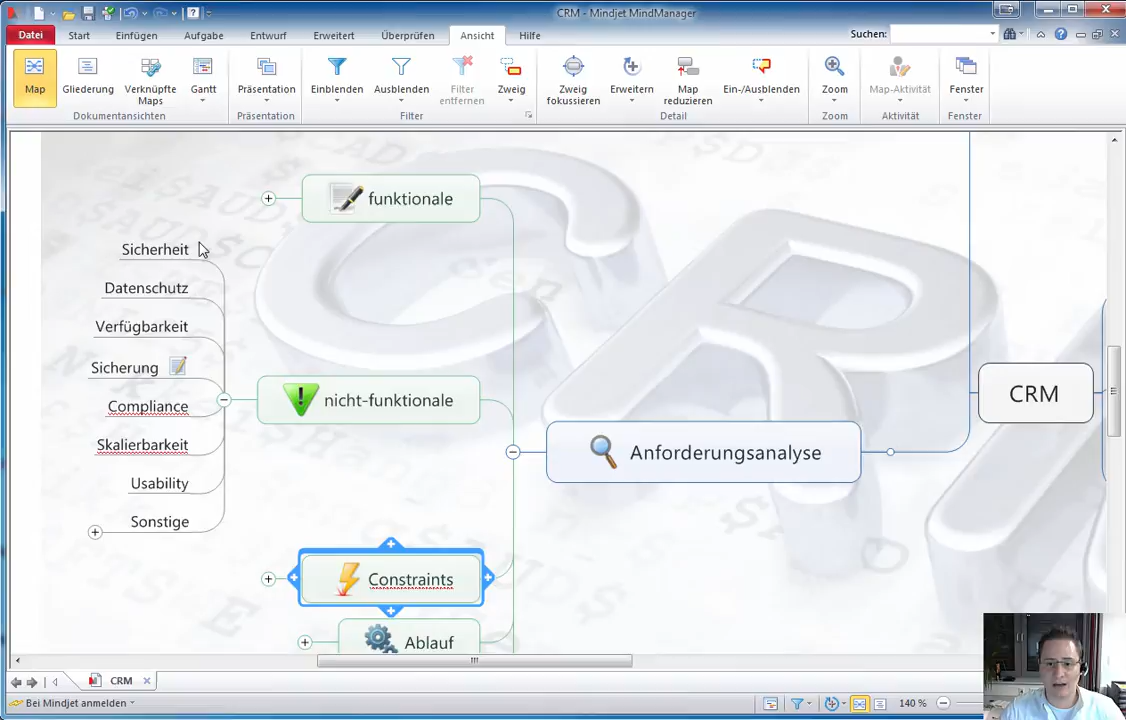 CRM - Mindjet MindManager
Datei Start Einfügen Aufgabe Entwurf Erweitert Überprüfen Ansicht Hilfe Suchen:
Map Gliederung Verknüpfte Maps Gantt Präsentation Einblenden Ausblenden Filter entfernen Zweig Zweig fokussieren Erweitern Map reduzieren Ein-/Ausblenden Zoom Map-Aktivität Fenster
Dokumentansichten Präsentation Filter Detail Zoom Aktivität Fenster
funktionale
Sicherheit
Datenschutz
Verfügbarkeit
Sicherung
Compliance
Skalierbarkeit
Usability
Sonstige
nicht-funktionale
Anforderungsanalyse
CRM
Constraints
Ablauf
CRM
Bei Mindjet anmelden 140 %